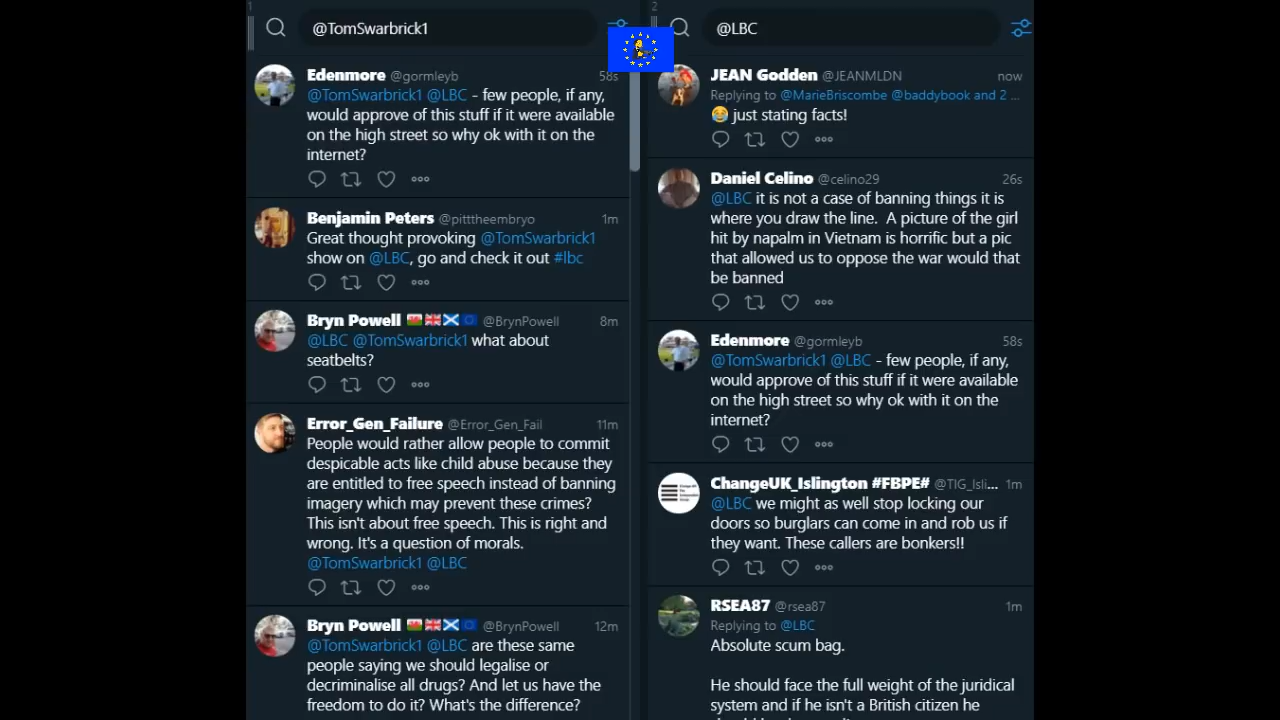 1
@TomSwarbrick1
Edenmore @gormleyb 58s
@TomSwarbrick1 @LBC - few people, if any,
would approve of this stuff if it were available
on the high street so why ok with it on the
internet?
Benjamin Peters @pitttheembryo 1m
Great thought provoking @TomSwarbrick1
show on @LBC, go and check it out #lbc
Bryn Powell @BrynPowell 8m
@LBC @TomSwarbrick1 what about
seatbelts?
Error_Gen_Failure @Error_Gen_Fail 11m
People would rather allow people to commit
despicable acts like child abuse because they
are entitled to free speech instead of banning
imagery which may prevent these crimes?
This isn't about free speech. This is right and
wrong. It's a question of morals.
@TomSwarbrick1 @LBC
Bryn Powell @BrynPowell 12m
@TomSwarbrick1 @LBC are these same
people saying we should legalise or
decriminalise all drugs? And let us have the
freedom to do it? What's the difference?
2
@LBC
JEAN Godden @JEANMLDN now
Replying to @MarieBriscombe @baddybook and 2 ...
😂 just stating facts!
Daniel Celino @celino29 26s
@LBC it is not a case of banning things it is
where you draw the line. A picture of the girl
hit by napalm in Vietnam is horrific but a pic
that allowed us to oppose the war would that
be banned
Edenmore @gormleyb 58s
@TomSwarbrick1 @LBC - few people, if any,
would approve of this stuff if it were available
on the high street so why ok with it on the
internet?
ChangeUK_Islington #FBPE# @TIG_Isli... 1m
@LBC we might as well stop locking our
doors so burglars can come in and rob us if
they want. These callers are bonkers!!
RSEA87 @rsea87 1m
Replying to @LBC
Absolute scum bag.
He should face the full weight of the juridical
system and if he isn't a British citizen he